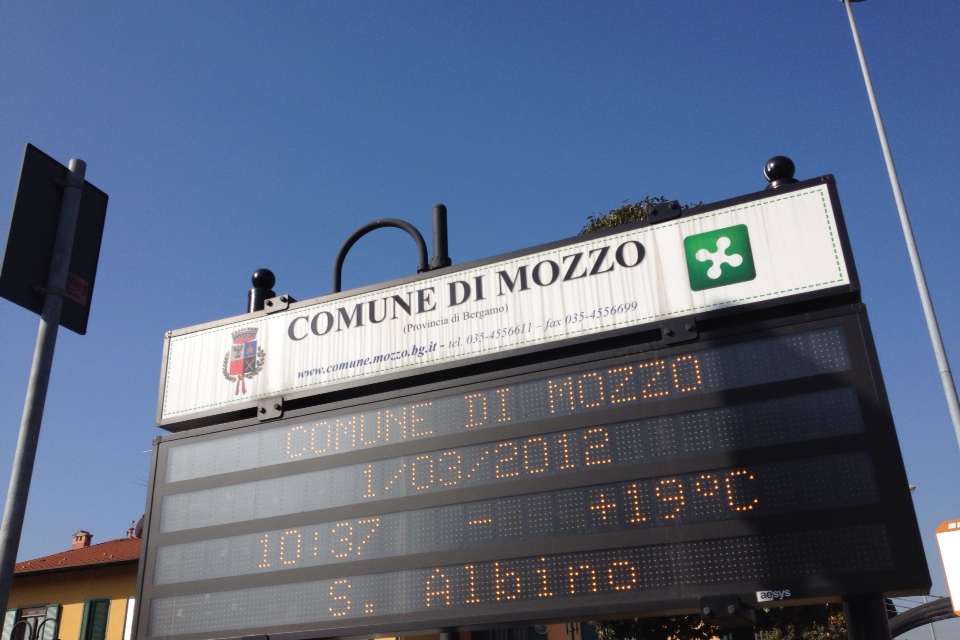 COMUNE DI MOZZO
(Provincia di Bergamo)
www.comune.mozzo.bg.it - tel. 035-4556611 – fax 035-4556699
COMUNE DI MOZZO
1/03/2012
10:37 - +19°C
S. Albino
aesys